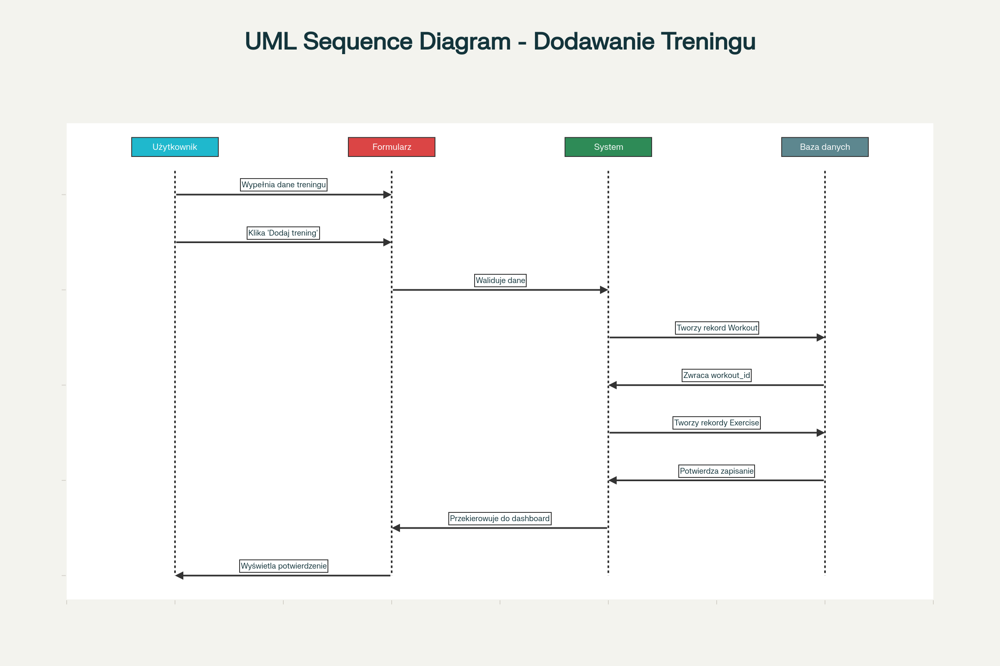 UML Sequence Diagram - Dodawanie Treningu
Użytkownik
Formularz
System
Baza danych
Wypełnia dane treningu
Klika 'Dodaj trening'
Waliduje dane
Tworzy rekord Workout
Zwraca workout_id
Tworzy rekordy Exercise
Potwierdza zapisanie
Przekierowuje do dashboard
Wyświetla potwierdzenie